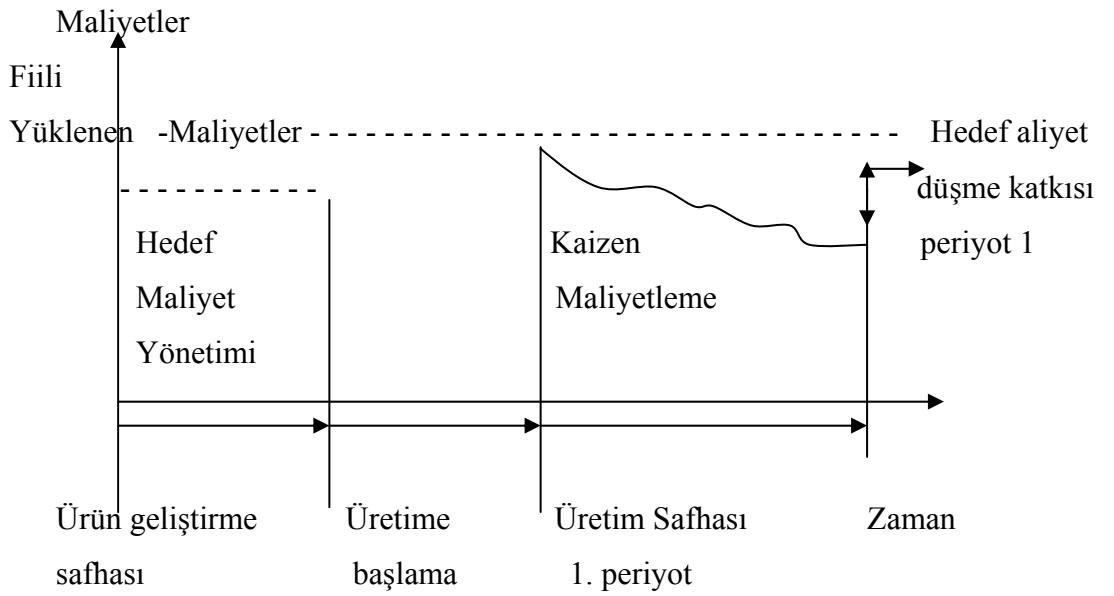 Maliyetler
Fiili
Yüklenen -Maliyetler
Hedef aliyet
düşme katkısı
periyot 1
Hedef
Maliyet
Yönetimi
Kaizen
Maliyetleme
Ürün geliştirme
safhası
Üretime
başlama
Üretim Safhası
1. periyot
Zaman